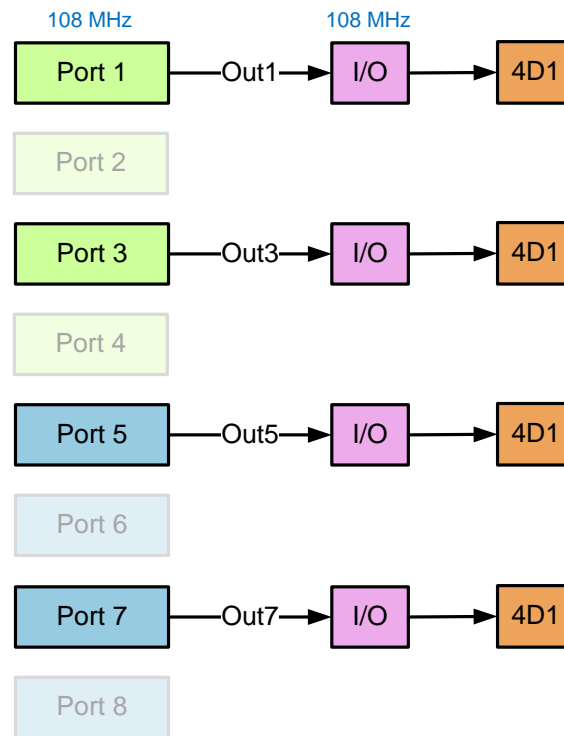 108 MHz 108 MHz
Port 1 Out1 I/O 4D1
Port 2
Port 3 Out3 I/O 4D1
Port 4
Port 5 Out5 I/O 4D1
Port 6
Port 7 Out7 I/O 4D1
Port 8